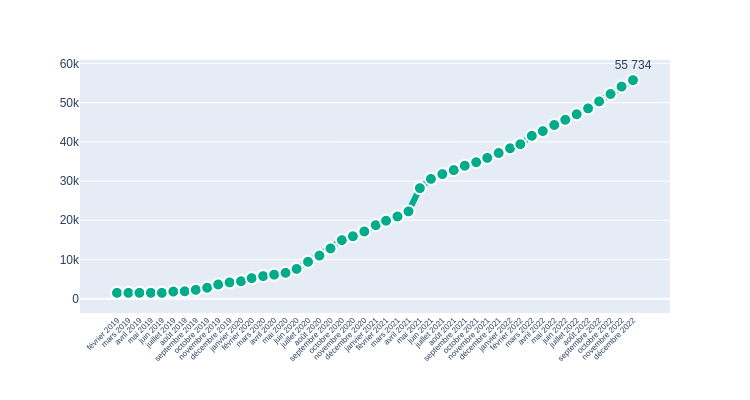 60k
50k
40k
30k
20k
10k
0
55 734
février 2019
mars 2019
avril 2019
mai 2019
juin 2019
juillet 2019
août 2019
septembre 2019
octobre 2019
novembre 2019
décembre 2019
janvier 2020
février 2020
mars 2020
avril 2020
mai 2020
juin 2020
juillet 2020
août 2020
septembre 2020
octobre 2020
novembre 2020
décembre 2020
janvier 2021
février 2021
mars 2021
avril 2021
mai 2021
juin 2021
juillet 2021
août 2021
septembre 2021
octobre 2021
novembre 2021
décembre 2021
janvier 2022
février 2022
mars 2022
avril 2022
mai 2022
juin 2022
juillet 2022
août 2022
septembre 2022
octobre 2022
novembre 2022
décembre 2022